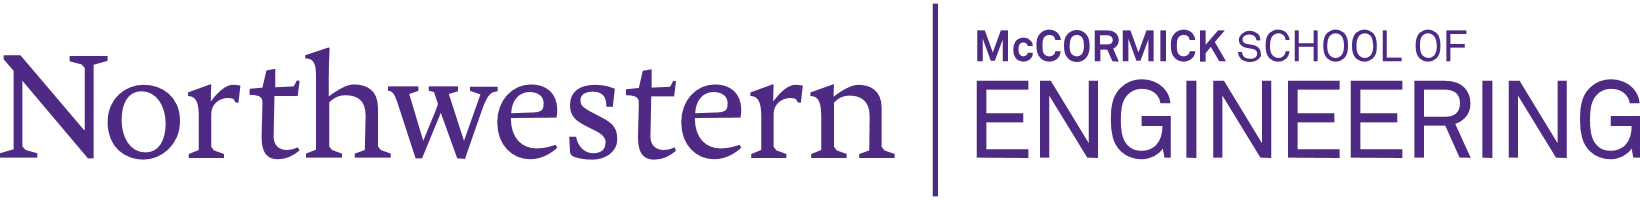 Northwestern
McCORMICK SCHOOL OF
ENGINEERING